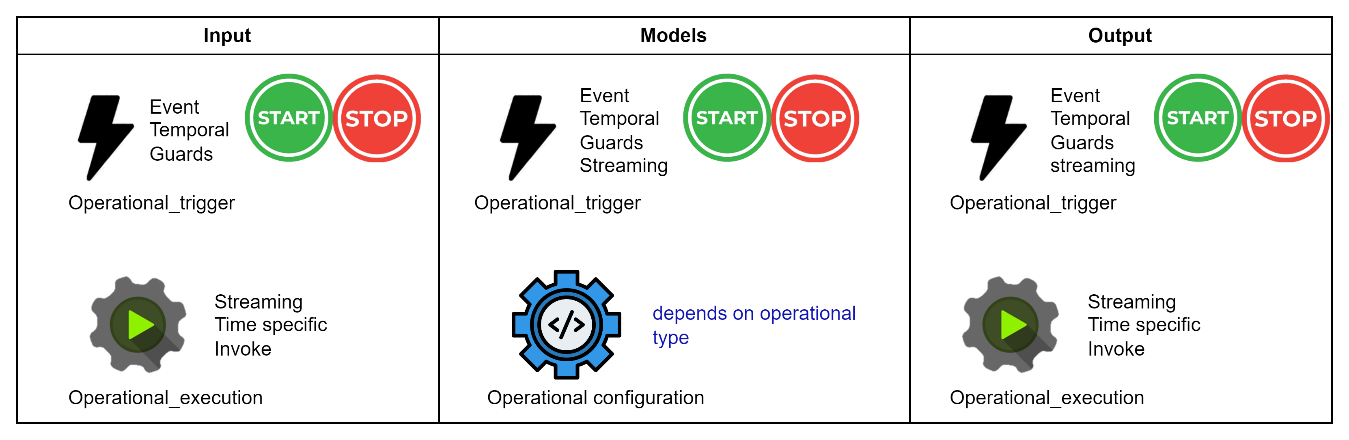 Input
Models
Output
Event
Temporal
Guards
START
STOP
Operational_trigger
Event
Temporal
Guards
Streaming
START
STOP
Operational_trigger
Event
Temporal
Guards
streaming
START
STOP
Operational_trigger
Streaming
Time specific
Invoke
Operational_execution
</>
depends on operational
type
Operational configuration
Streaming
Time specific
Invoke
Operational_execution